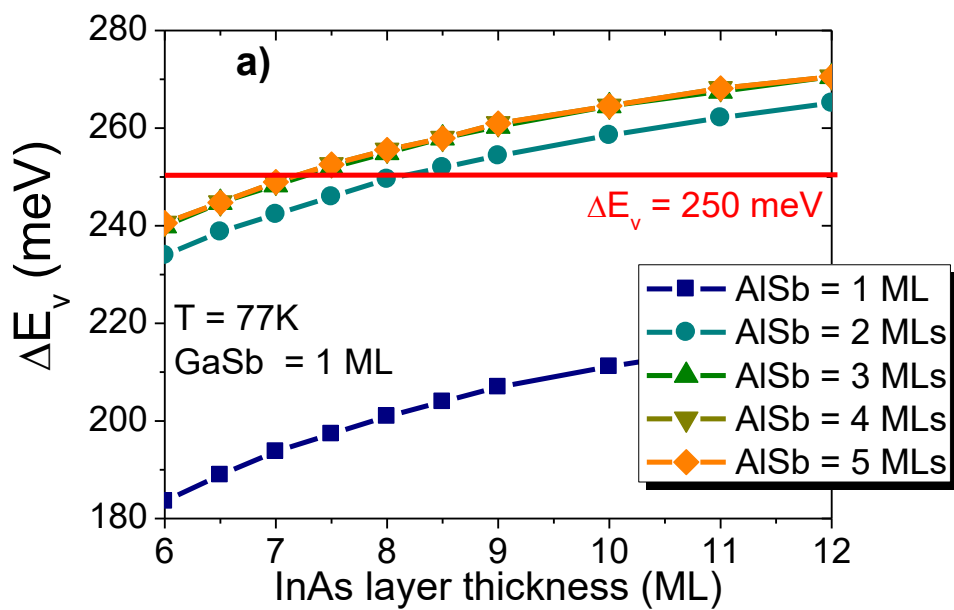 280
a)
260
240
220
200
180
ΔE_v (meV)
ΔE_v = 250 meV
T = 77K
GaSb = 1 ML
AlSb = 1 ML
AlSb = 2 MLs
AlSb = 3 MLs
AlSb = 4 MLs
AlSb = 5 MLs
6 7 8 9 10 11 12
InAs layer thickness (ML)